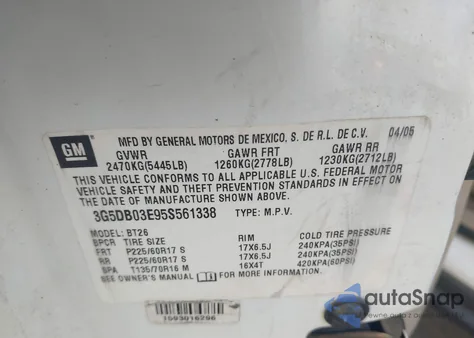 GM
MFD BY GENERAL MOTORS DE MEXICO, S. DE R.L. DE C.V. 04/05
GVWR GAWR FRT GAWR RR
2470KG(5445LB) 1260KG(2778LB) 1230KG(2712LB)
THIS VEHICLE CONFORMS TO ALL APPLICABLE U.S. FEDERAL MOTOR
VEHICLE SAFETY AND THEFT PREVENTION STANDARDS IN EFFECT ON THE
DATE OF MANUFACTURE SHOWN ABOVE.
3G5DB03E95S561338 TYPE: M.P.V.
MODEL: BT26
BPCR TIRE SIZE RIM COLD TIRE PRESSURE
FRT P225/60R17 S 17X6.5J 240KPA(35PSI)
RR P225/60R17 S 17X6.5J 240KPA(35PSI)
SPA T135/70R16 M 16X4T 420KPA(60PSI)
SEE OWNER'S MANUAL FOR ADDITIONAL INFORMATION.
1593016296
autoSnap